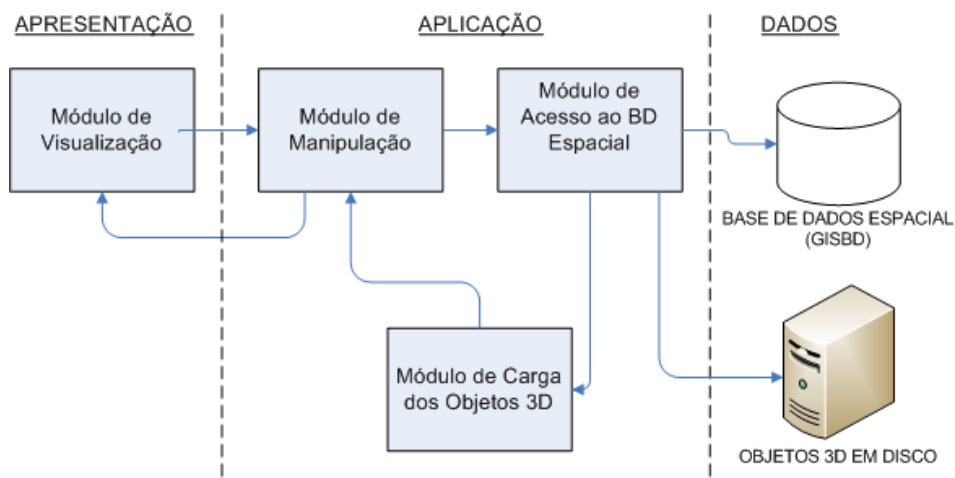 APRESENTAÇÃO
APLICAÇÃO
DADOS
Módulo de
Visualização
Módulo de
Manipulação
Módulo de
Acesso ao BD
Espacial
BASE DE DADOS ESPACIAL
(GISBD)
Módulo de Carga
dos Objetos 3D
OBJETOS 3D EM DISCO